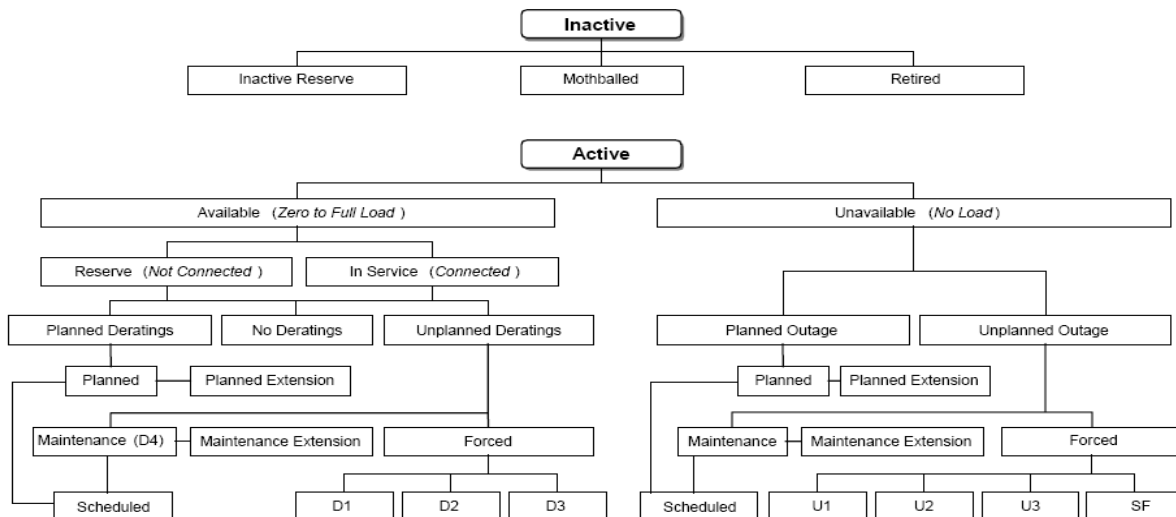 Inactive
Inactive Reserve
Mothballed
Retired
Active
Available (Zero to Full Load )
Unavailable (No Load )
Reserve (Not Connected )
In Service (Connected )
Planned Deratings
No Deratings
Unplanned Deratings
Planned Outage
Unplanned Outage
Planned
Planned Extension
Planned
Planned Extension
Maintenance (D4)
Maintenance Extension
Forced
Maintenance
Maintenance Extension
Forced
Scheduled
D1
D2
D3
Scheduled
U1
U2
U3
SF